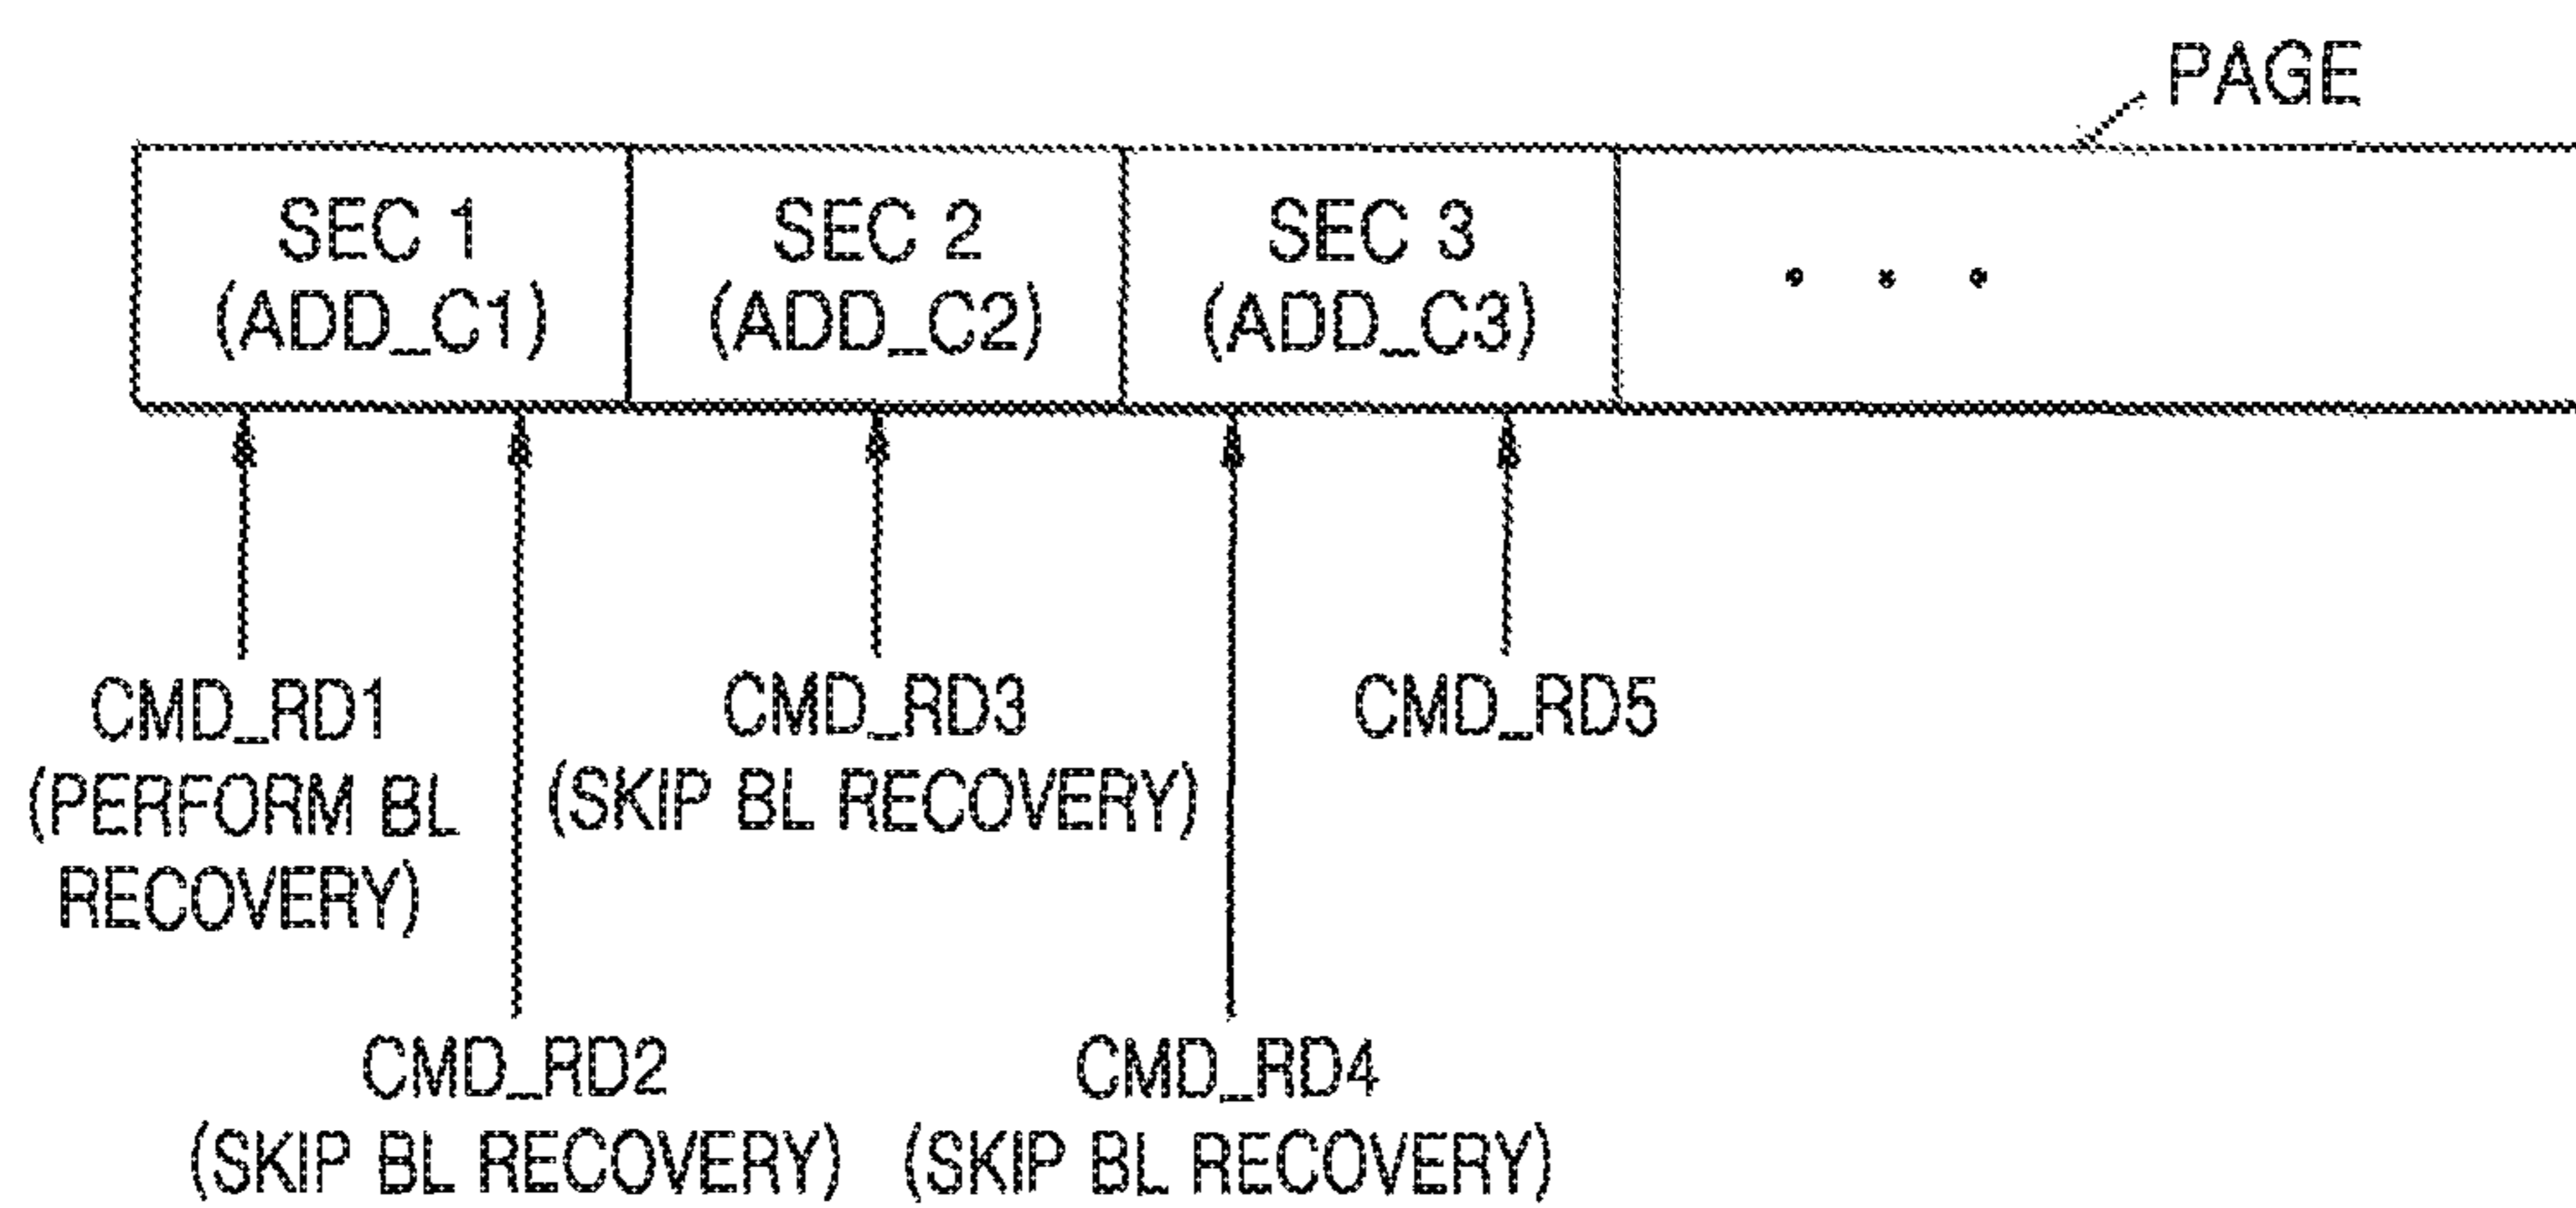 PAGE
SEC 1
(ADD_C1)
SEC 2
(ADD_C2)
SEC 3
(ADD_C3)
CMD_RD1
(PERFORM BL
RECOVERY)
CMD_RD3
(SKIP BL RECOVERY)
CMD_RD5
CMD_RD2
(SKIP BL RECOVERY)
CMD_RD4
(SKIP BL RECOVERY)